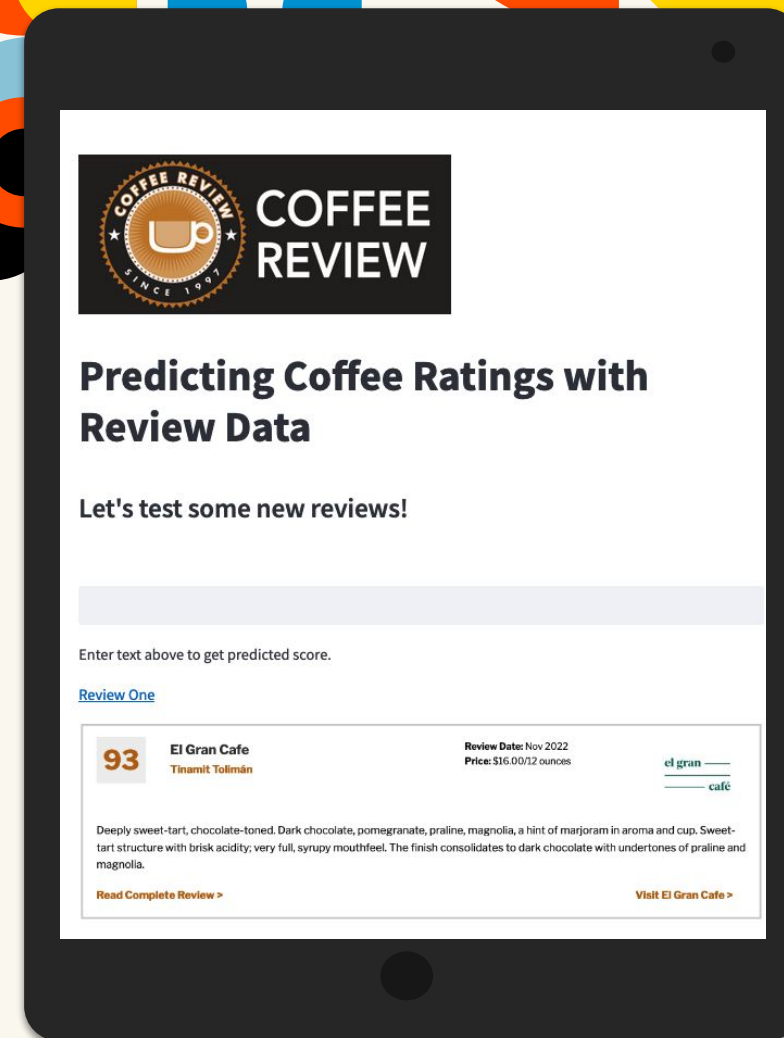 COFFEE REVIEW
SINCE 1997
COFFEE
REVIEW
Predicting Coffee Ratings with
Review Data
Let's test some new reviews!
Enter text above to get predicted score.
Review One
93
El Gran Cafe
Tinamit Tolimán
Review Date: Nov 2022
Price: $16.00/12 ounces
el gran
café
Deeply sweet-tart, chocolate-toned. Dark chocolate, pomegranate, praline, magnolia, a hint of marjoram in aroma and cup. Sweet-
tart structure with brisk acidity; very full, syrupy mouthfeel. The finish consolidates to dark chocolate with undertones of praline and
magnolia.
Read Complete Review >
Visit El Gran Cafe >